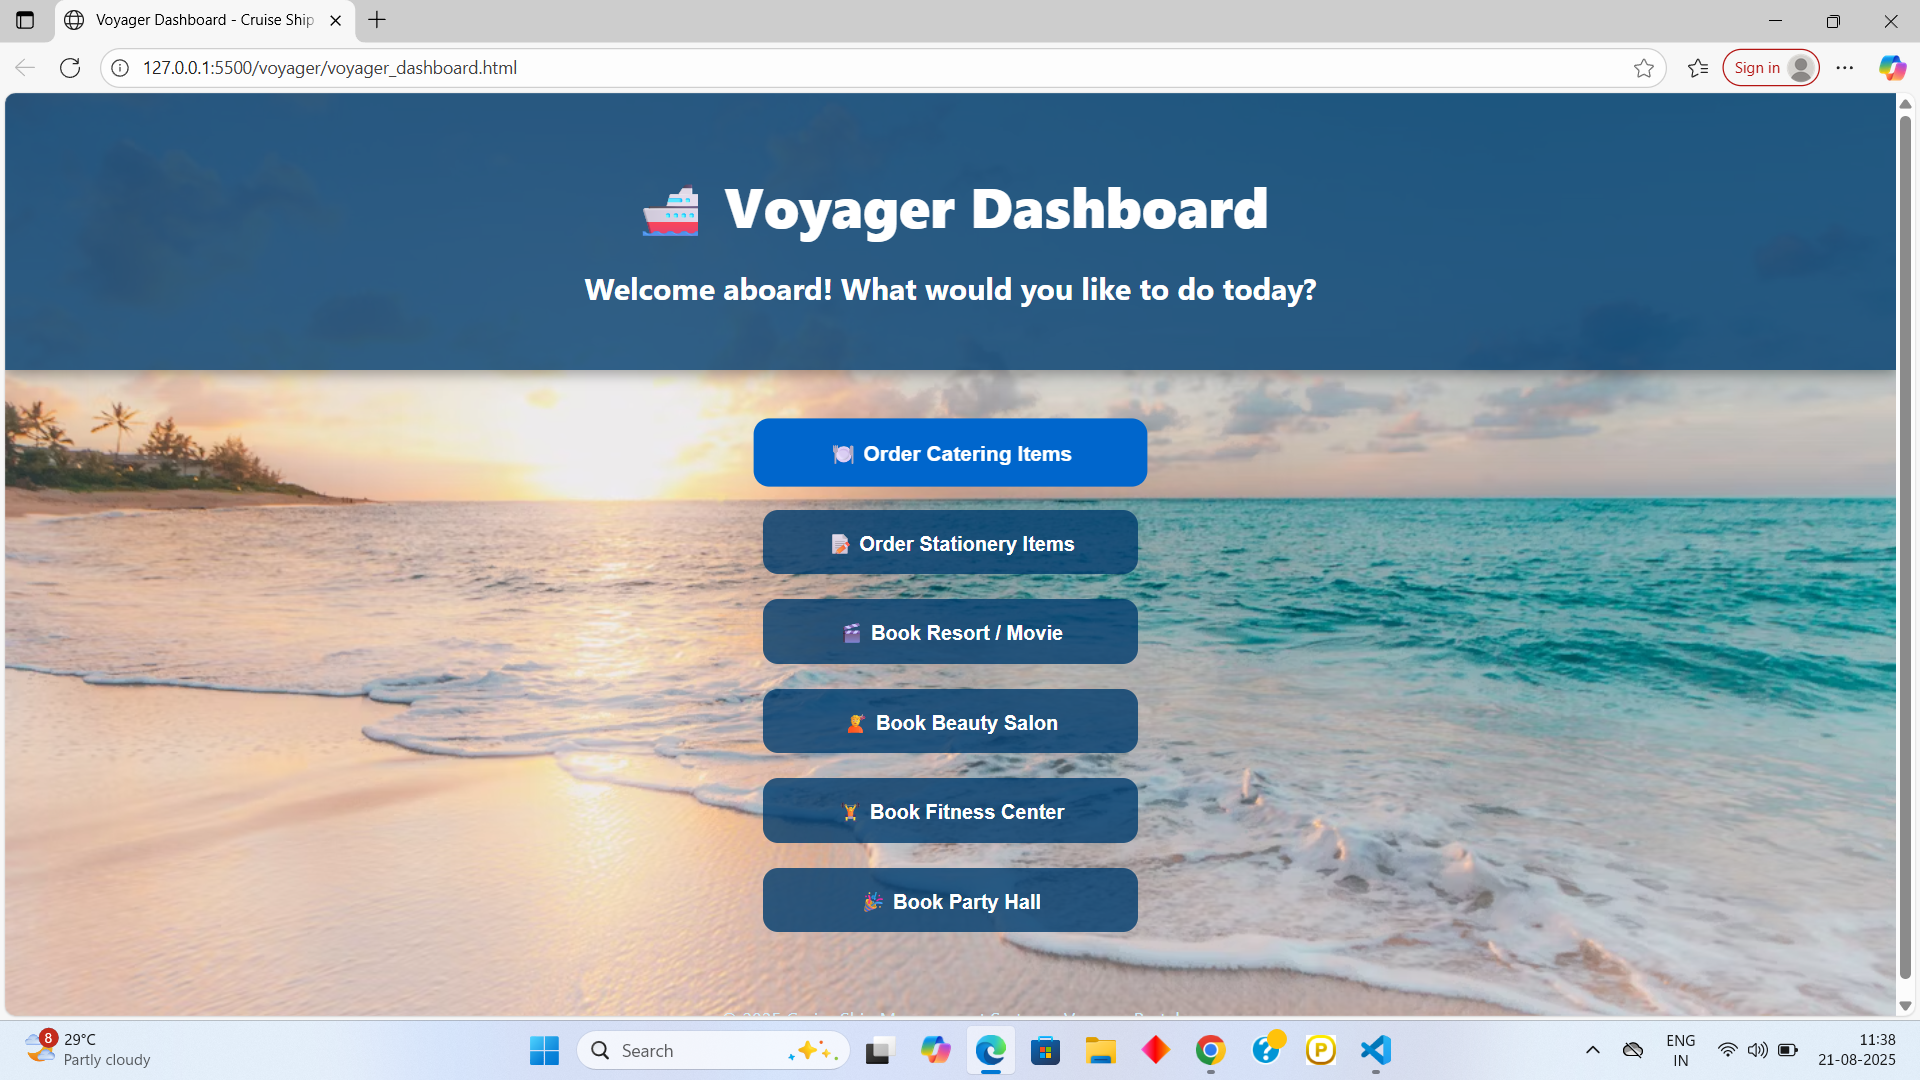 Voyager Dashboard - Cruise Ship
127.0.0.1:5500/voyager/voyager_dashboard.html
Sign in
Voyager Dashboard
Welcome aboard! What would you like to do today?
Order Catering Items
Order Stationery Items
Book Resort / Movie
Book Beauty Salon
Book Fitness Center
Book Party Hall
8
29°C
Partly cloudy
Search
P
ENG
IN
11:38
21-08-2025